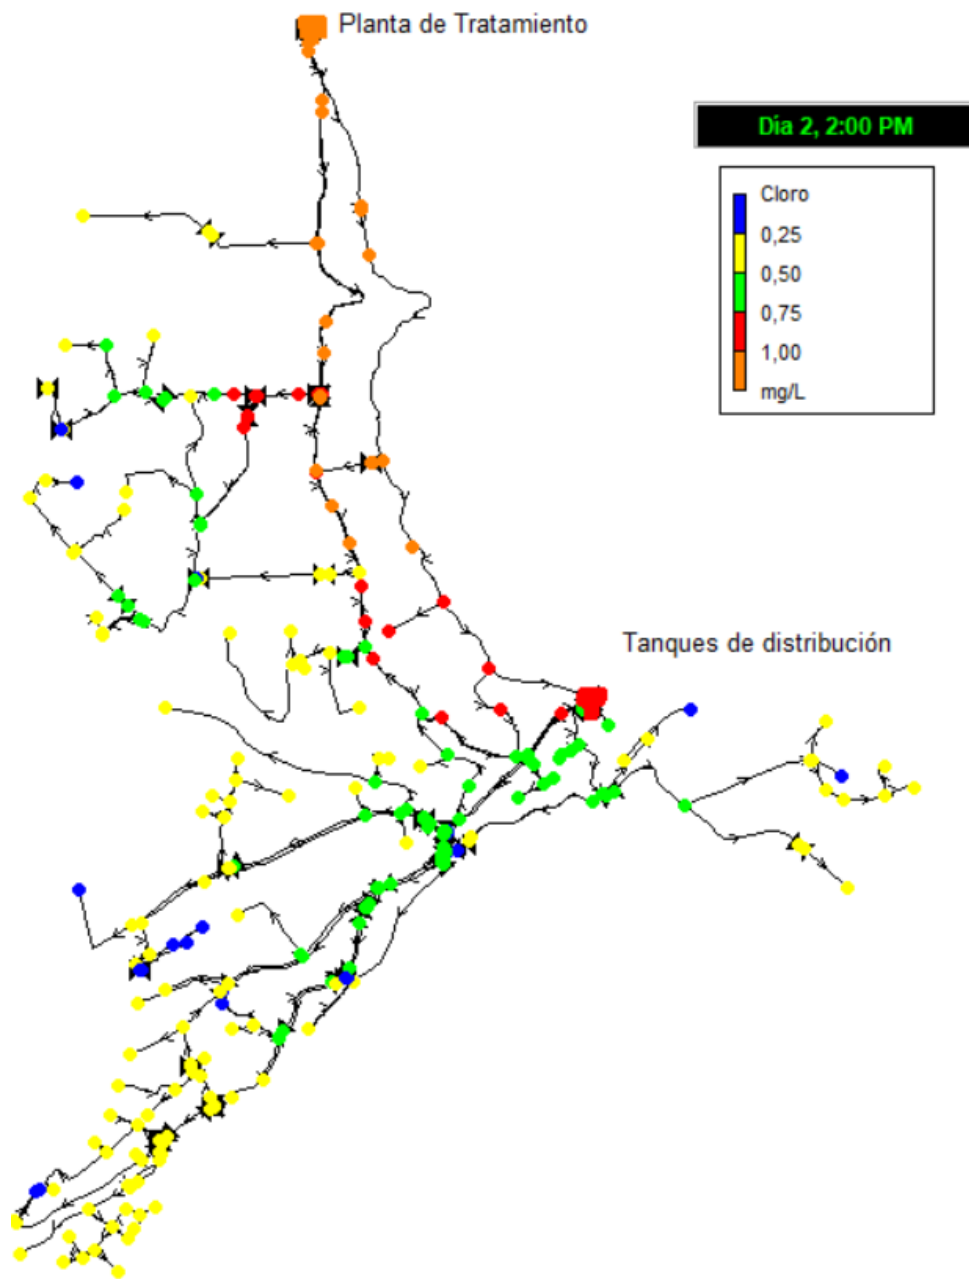 Planta de Tratamiento
Día 2, 2:00 PM
Cloro
0,25
0,50
0,75
1,00
mg/L
Tanques de distribución